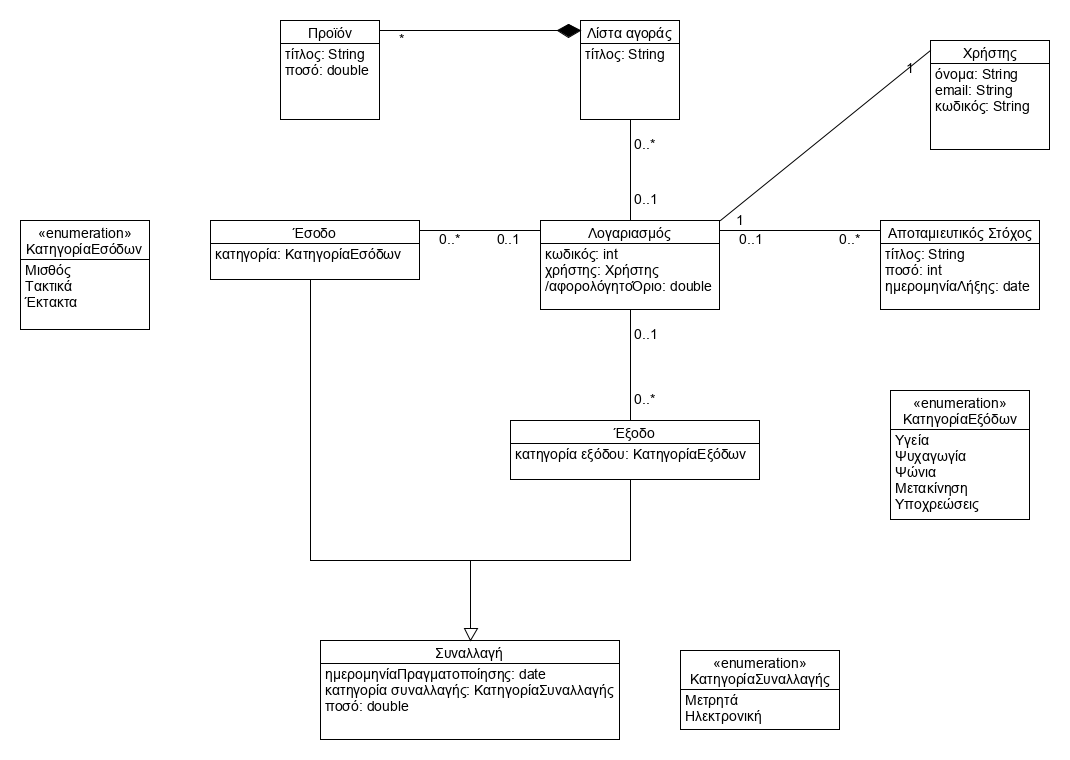 Προϊόν
τίτλος: String
ποσό: double
*
Λίστα αγοράς
τίτλος: String
Χρήστης
όνομα: String
email: String
κωδικός: String
1
0..*
0..1
1
«enumeration»
ΚατηγορίαΕσόδων
Μισθός
Τακτικά
Έκτακτα
Έσοδο
κατηγορία: ΚατηγορίαΕσόδων
0..*
0..1
Λογαριασμός
κωδικός: int
χρήστης: Χρήστης
/αφορολόγητοΌριο: double
0..1
0..*
Αποταμιευτικός Στόχος
τίτλος: String
ποσό: int
ημερομηνίαΛήξης: date
0..1
0..*
Έξοδο
κατηγορία εξόδου: ΚατηγορίαΕξόδων
«enumeration»
ΚατηγορίαΕξόδων
Υγεία
Ψυχαγωγία
Ψώνια
Μετακίνηση
Υποχρεώσεις
Συναλλαγή
ημερομηνίαΠραγματοποίησης: date
κατηγορία συναλλαγής: ΚατηγορίαΣυναλλαγής
ποσό: double
«enumeration»
ΚατηγορίαΣυναλλαγής
Μετρητά
Ηλεκτρονική